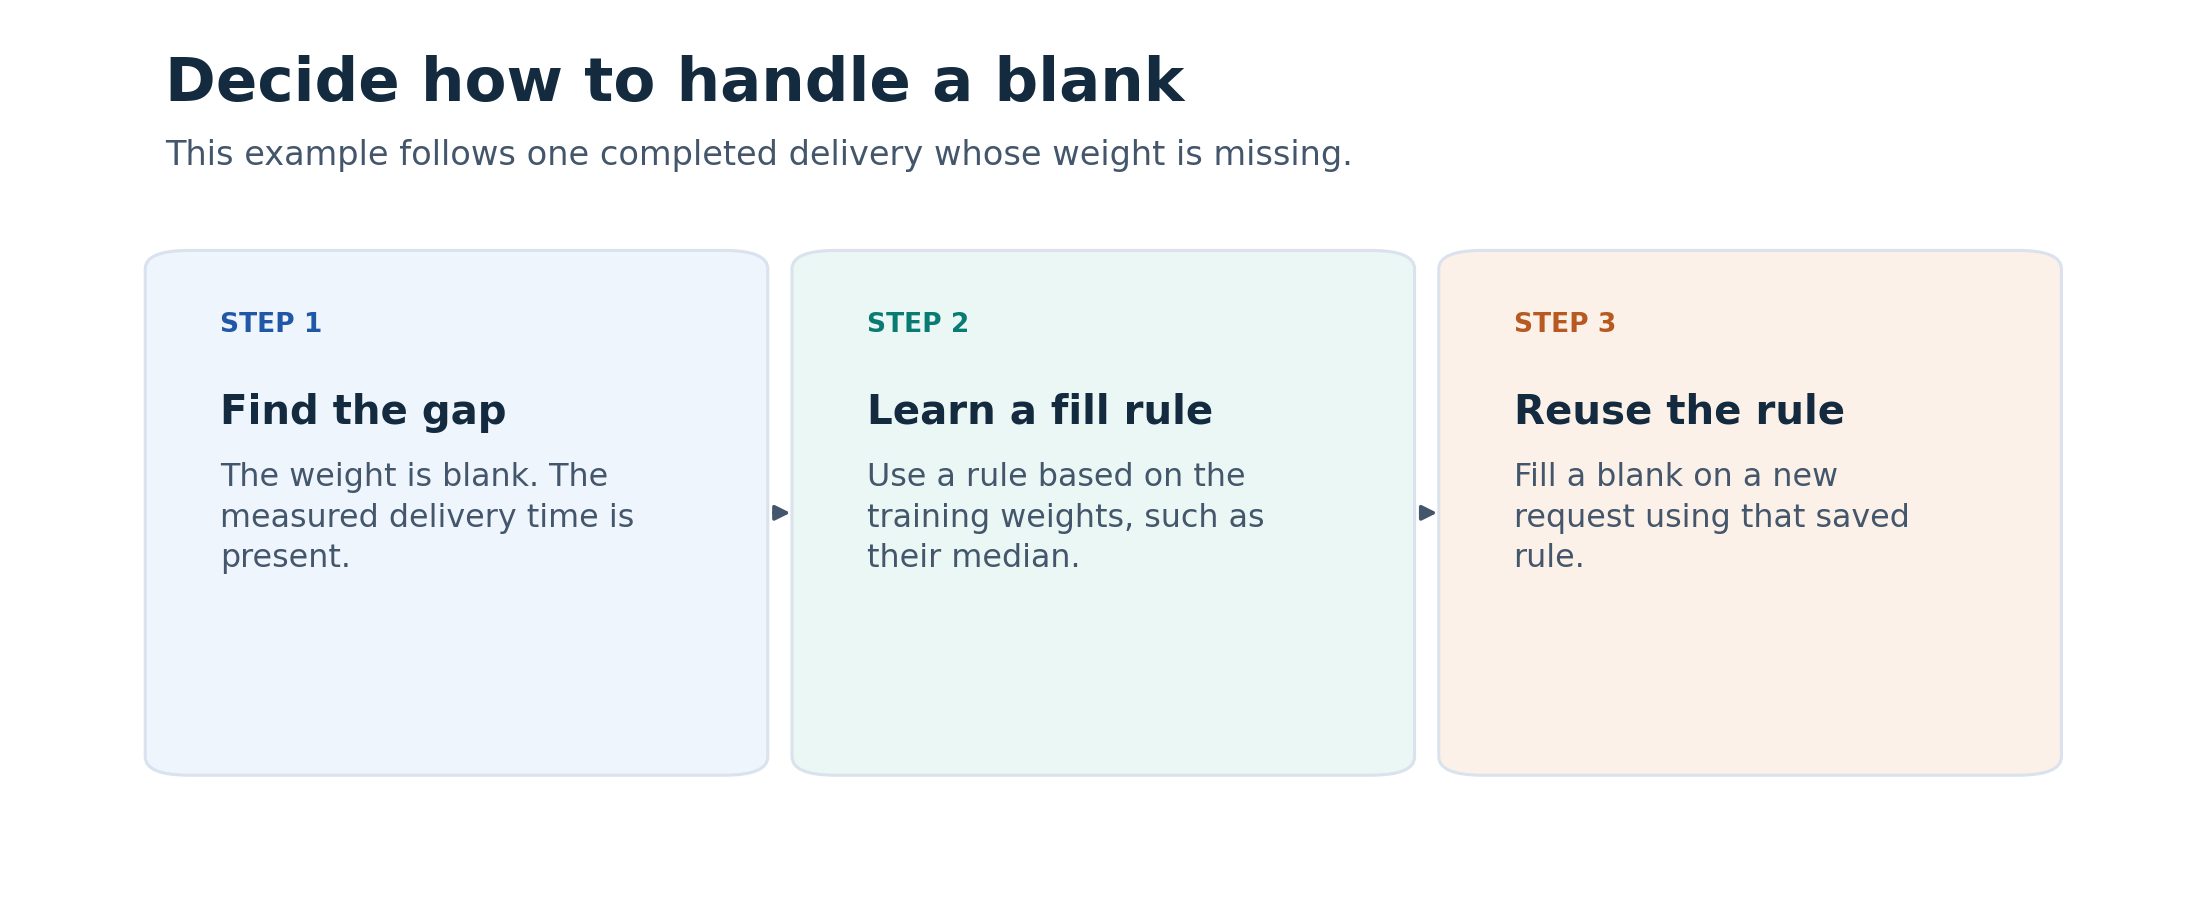 Decide how to handle a blank
This example follows one completed delivery whose weight is missing.
STEP 1
Find the gap
The weight is blank. The
measured delivery time is
present.
STEP 2
Learn a fill rule
Use a rule based on the
training weights, such as
their median.
STEP 3
Reuse the rule
Fill a blank on a new
request using that saved
rule.